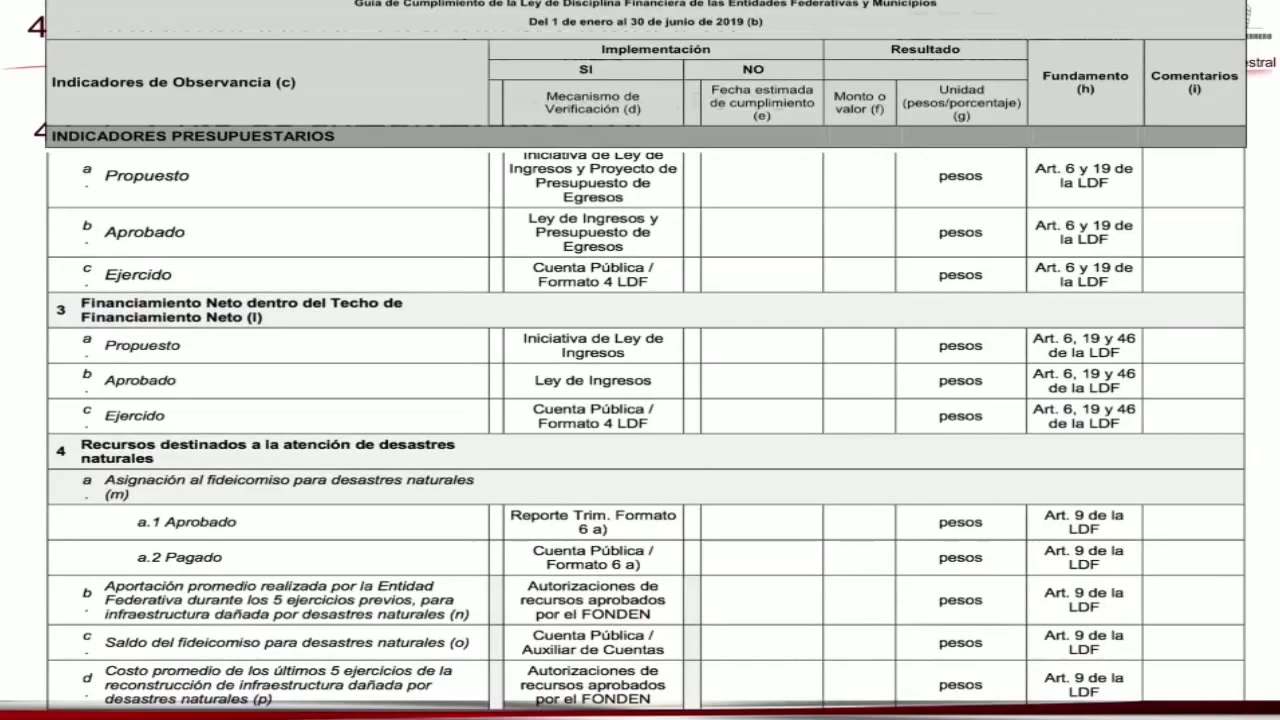 Guía de Cumplimiento de la Ley de Disciplina Financiera de las Entidades Federativas y Municipios
Del 1 de enero al 30 de junio de 2019 (b)
4
estral
4
Indicadores de Observancia (c)
Implementación
Resultado
Fundamento
(h)
Comentarios
(i)
SI
NO
Mecanismo de
Verificación (d)
Fecha estimada
de cumplimiento
(e)
Monto o
valor (f)
Unidad
(pesos/porcentaje)
(g)
INDICADORES PRESUPUESTARIOS
a
.
Propuesto
Iniciativa de Ley de
Ingresos y Proyecto de
Presupuesto de
Egresos
pesos
Art. 6 y 19 de
la LDF
b
.
Aprobado
Ley de Ingresos y
Presupuesto de
Egresos
pesos
Art. 6 y 19 de
la LDF
c
.
Ejercido
Cuenta Pública /
Formato 4 LDF
pesos
Art. 6 y 19 de
la LDF
3
Financiamiento Neto dentro del Techo de
Financiamiento Neto (l)
a
.
Propuesto
Iniciativa de Ley de
Ingresos
pesos
Art. 6, 19 y 46
de la LDF
b
.
Aprobado
Ley de Ingresos
pesos
Art. 6, 19 y 46
de la LDF
c
.
Ejercido
Cuenta Pública /
Formato 4 LDF
pesos
Art. 6, 19 y 46
de la LDF
4
Recursos destinados a la atención de desastres
naturales
a
.
Asignación al fideicomiso para desastres naturales
(m)
a.1 Aprobado
Reporte Trim. Formato
6 a)
pesos
Art. 9 de la
LDF
a.2 Pagado
Cuenta Pública /
Formato 6 a)
pesos
Art. 9 de la
LDF
b
.
Aportación promedio realizada por la Entidad
Federativa durante los 5 ejercicios previos, para
infraestructura dañada por desastres naturales (n)
Autorizaciones de
recursos aprobados
por el FONDEN
pesos
Art. 9 de la
LDF
c
.
Saldo del fideicomiso para desastres naturales (o)
Cuenta Pública /
Auxiliar de Cuentas
pesos
Art. 9 de la
LDF
d
.
Costo promedio de los últimos 5 ejercicios de la
reconstrucción de infraestructura dañada por
desastres naturales (p)
Autorizaciones de
recursos aprobados
por el FONDEN
pesos
Art. 9 de la
LDF